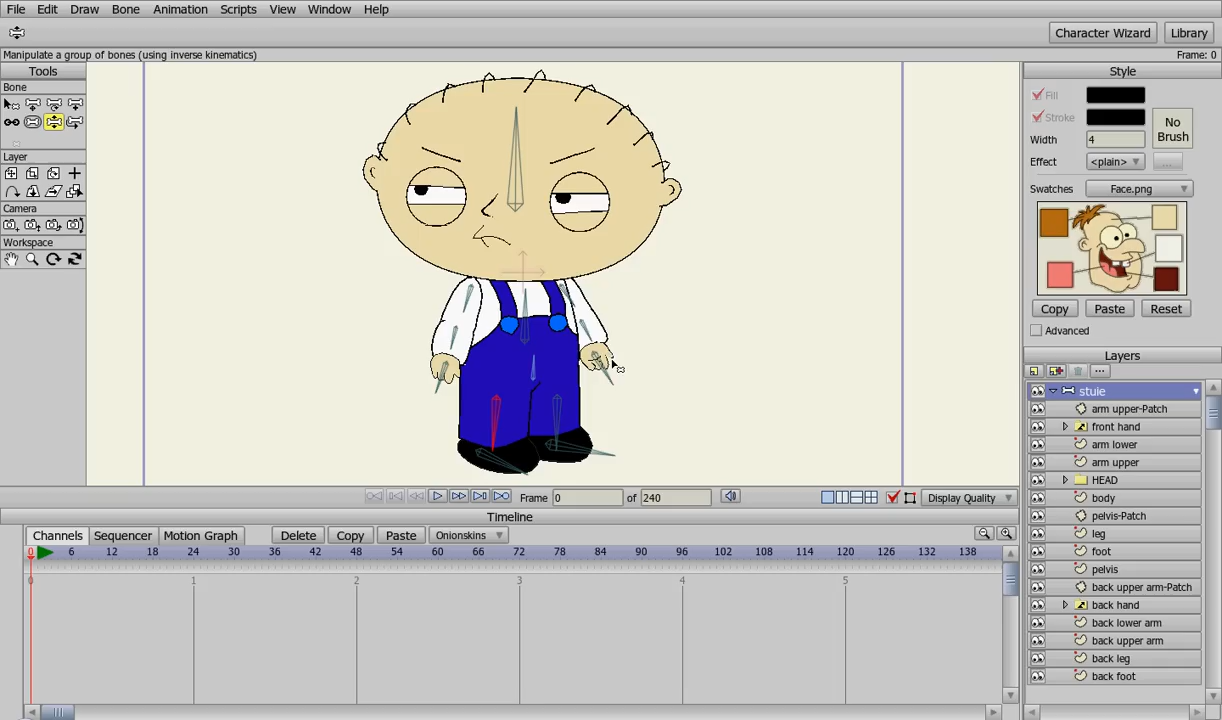 File Edit Draw Bone Animation Scripts View Window Help
Character Wizard Library
Manipulate a group of bones (using inverse kinematics) Frame: 0
Tools
Bone
Layer
Camera
Workspace
Style
Fill
Stroke
No Brush
Width 4
Effect <plain> ...
Swatches Face.png
Copy Paste Reset
Advanced
Layers
...
stuie
arm upper-Patch
front hand
arm lower
arm upper
HEAD
body
pelvis-Patch
leg
foot
pelvis
back upper arm-Patch
back hand
back lower arm
back upper arm
back leg
back foot
Frame 0 of 240 Display Quality
Timeline
Channels Sequencer Motion Graph Delete Copy Paste Onionskins
0 6 12 18 24 30 36 42 48 54 60 66 72 78 84 90 96 102 108 114 120 126 132 138
0 1 2 3 4 5